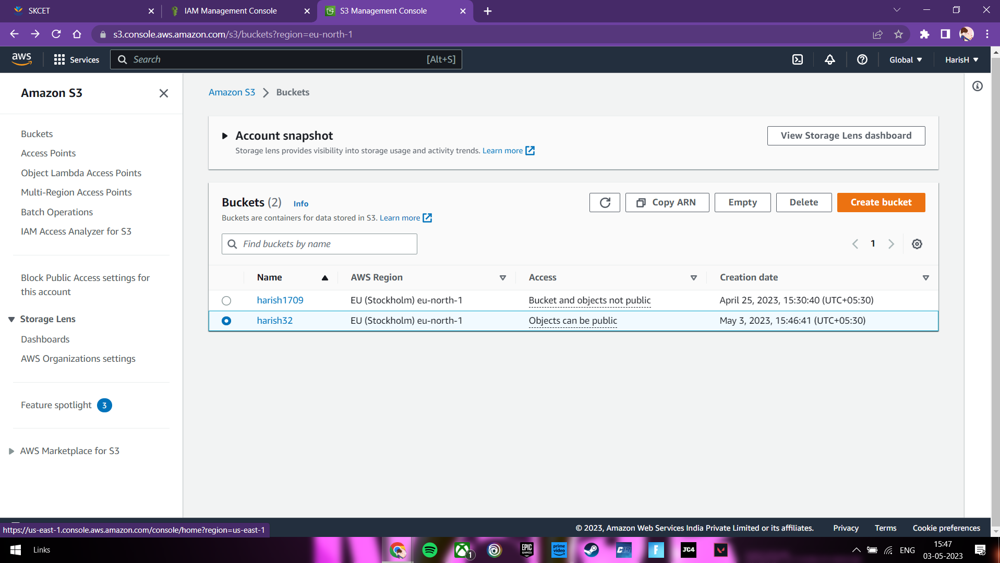 SKCET
IAM Management Console
S3 Management Console
s3.console.aws.amazon.com/s3/buckets?region=eu-north-1
aws
Services
Search
[Alt+S]
Global
HarisH
Amazon S3
Buckets
Access Points
Object Lambda Access Points
Multi-Region Access Points
Batch Operations
IAM Access Analyzer for S3
Block Public Access settings for
this account
Storage Lens
Dashboards
AWS Organizations settings
Feature spotlight 3
AWS Marketplace for S3
Amazon S3 > Buckets
Account snapshot
Storage lens provides visibility into storage usage and activity trends. Learn more
View Storage Lens dashboard
Buckets (2) Info
Buckets are containers for data stored in S3. Learn more
Copy ARN
Empty
Delete
Create bucket
Find buckets by name
1
Name AWS Region Access Creation date
harish1709 EU (Stockholm) eu-north-1 Bucket and objects not public April 25, 2023, 15:30:40 (UTC+05:30)
harish32 EU (Stockholm) eu-north-1 Objects can be public May 3, 2023, 15:46:41 (UTC+05:30)
https://us-east-1.console.aws.amazon.com/console/home?region=us-east-1
© 2023, Amazon Web Services India Private Limited or its affiliates. Privacy Terms Cookie preferences
Links
1
EPIC
GAMES
prime
video
C15
F
JC4
ENG
15:47
03-05-2023